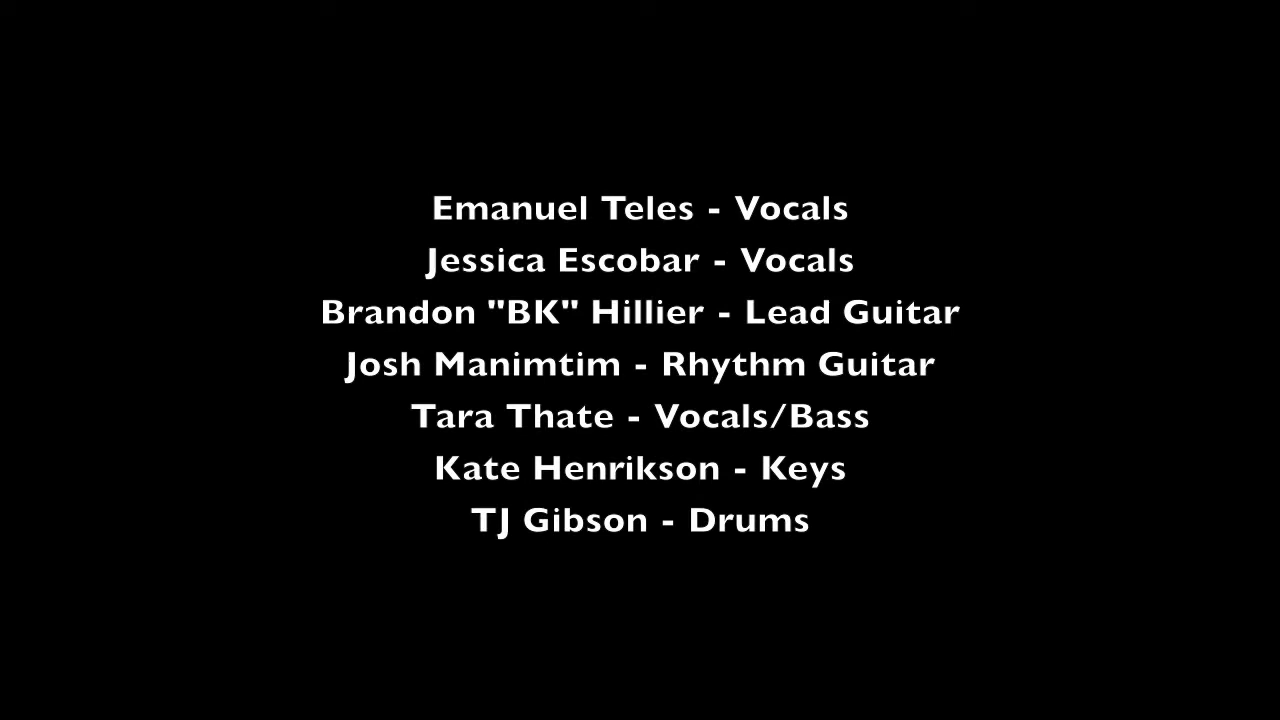 Emanuel Teles - Vocals
Jessica Escobar - Vocals
Brandon "BK" Hillier - Lead Guitar
Josh Manimtim - Rhythm Guitar
Tara Thate - Vocals/Bass
Kate Henrikson - Keys
TJ Gibson - Drums